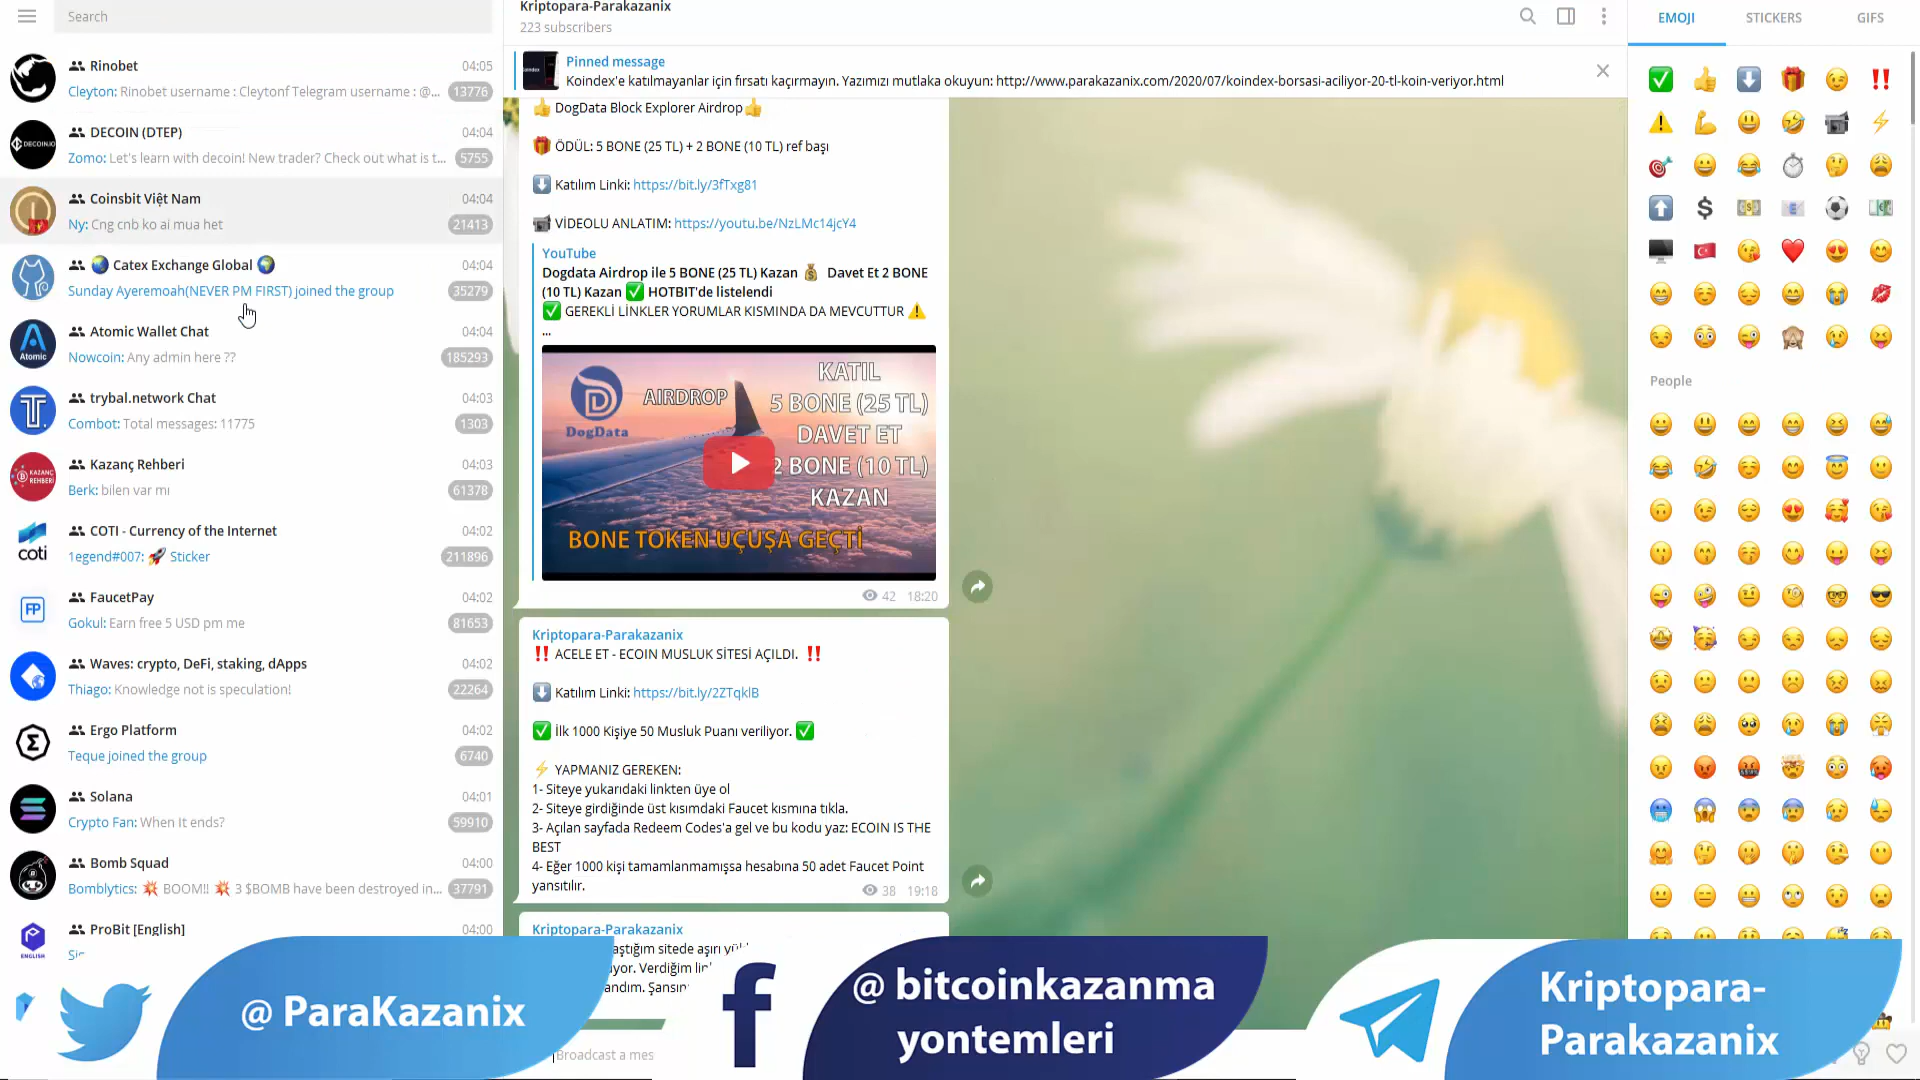 Search
Rinobet
04:05
Cleyton: Rinobet username : Cleytonf Telegram username : @...
13776
DECOIN (DTEP)
04:04
Zomo: Let's learn with decoin! New trader? Check out what is t...
5755
Coinsbit Việt Nam
04:04
Ny: Cng cnb ko ai mua het
21413
Catex Exchange Global
04:04
Sunday Ayeremoah(NEVER PM FIRST) joined the group
35279
Atomic Wallet Chat
04:04
Nowcoin: Any admin here ??
185293
Atomic
trybal.network Chat
04:03
Combot: Total messages: 11775
1303
Kazanç Rehberi
04:03
Berk: bilen var mı
61378
KAZANÇ
REHBERİ
COTI - Currency of the Internet
04:02
1egend#007: 🚀 Sticker
211896
coti
FaucetPay
04:02
Gokul: Earn free 5 USD pm me
81653
FP
Waves: crypto, DeFi, staking, dApps
04:02
Thiago: Knowledge not is speculation!
22264
Ergo Platform
04:02
Teque joined the group
6740
Solana
04:01
Crypto Fan: When It ends?
59910
Bomb Squad
04:00
Bomblytics: 💥 BOOM!! 💥 3 $BOMB have been destroyed in...
37791
ProBit [English]
04:00
ENGLISH
Kriptopara-Parakazanix
223 subscribers
Pinned message
Koindex'e katılmayanlar için fırsatı kaçırmayın. Yazımızı mutlaka okuyun: http://www.parakazanix.com/2020/07/koindex-borsasi-aciliyor-20-tl-koin-veriyor.html
👍 DogData Block Explorer Airdrop👍
🎁 ÖDÜL: 5 BONE (25 TL) + 2 BONE (10 TL) ref başı
⬇️ Katılım Linki: https://bit.ly/3fTxg81
🎥 VİDEOLU ANLATIM: https://youtu.be/NzLMc14jcY4
YouTube
Dogdata Airdrop ile 5 BONE (25 TL) Kazan 💰 Davet Et 2 BONE
(10 TL) Kazan ✅ HOTBIT'de listelendi
✅ GEREKLİ LİNKLER YORUMLAR KISMINDA DA MEVCUTTUR ⚠️
...
DogData
AIRDROP
KATIL
5 BONE (25 TL)
DAVET ET
2 BONE (10 TL)
KAZAN
BONE TOKEN UÇUŞA GEÇTİ
42 18:20
Kriptopara-Parakazanix
‼️ ACELE ET - ECOIN MUSLUK SİTESİ AÇILDI. ‼️
⬇️ Katılım Linki: https://bit.ly/2ZTqklB
✅ İlk 1000 Kişiye 50 Musluk Puanı veriliyor. ✅
⚡ YAPMANIZ GEREKEN:
1- Siteye yukarıdaki linkten üye ol
2- Siteye girdiğinde üst kısımdaki Faucet kısmına tıkla.
3- Açılan sayfada Redeem Codes'a gel ve bu kodu yaz: ECOIN IS THE
BEST
4- Eğer 1000 kişi tamamlanmamışsa hesabına 50 adet Faucet Point
yansıtılır.
38 19:18
Kriptopara-Parakazanix
Broadcast a mes
EMOJI
STICKERS
GIFS
People
@ ParaKazanix
@ bitcoinkazanma
yontemleri
Kriptopara-
Parakazanix